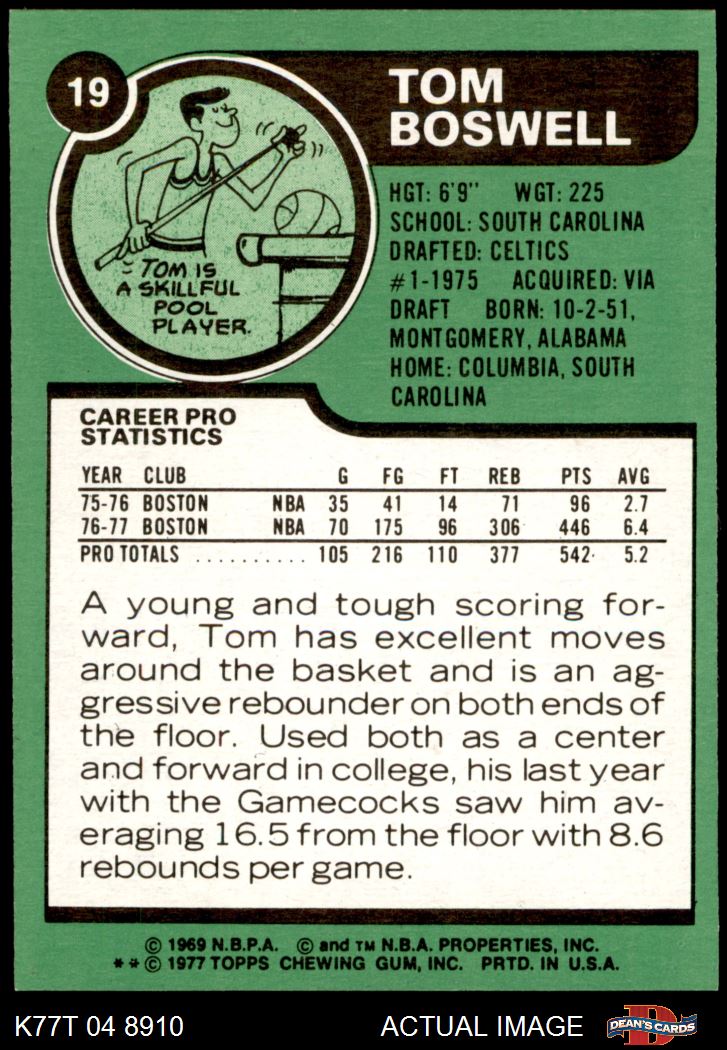 19
TOM
BOSWELL
HGT: 6'9" WGT: 225
SCHOOL: SOUTH CAROLINA
DRAFTED: CELTICS
#1-1975 ACQUIRED: VIA
DRAFT BORN: 10-2-51,
MONTGOMERY, ALABAMA
HOME: COLUMBIA, SOUTH
CAROLINA
TOM IS
A SKILLFUL
POOL
PLAYER.
CAREER PRO
STATISTICS
YEAR CLUB G FG FT REB PTS AVG
75-76 BOSTON NBA 35 41 14 71 96 2.7
76-77 BOSTON NBA 70 175 96 306 446 6.4
PRO TOTALS .......... 105 216 110 377 542 5.2
A young and tough scoring for-
ward, Tom has excellent moves
around the basket and is an ag-
gressive rebounder on both ends of
the floor. Used both as a center
and forward in college, his last year
with the Gamecocks saw him av-
eraging 16.5 from the floor with 8.6
rebounds per game.
© 1969 N.B.P.A. © and TM N.B.A. PROPERTIES, INC.
**© 1977 TOPPS CHEWING GUM, INC. PRTD. IN U.S.A.
K77T 04 8910 ACTUAL IMAGE DEAN'S CARDS